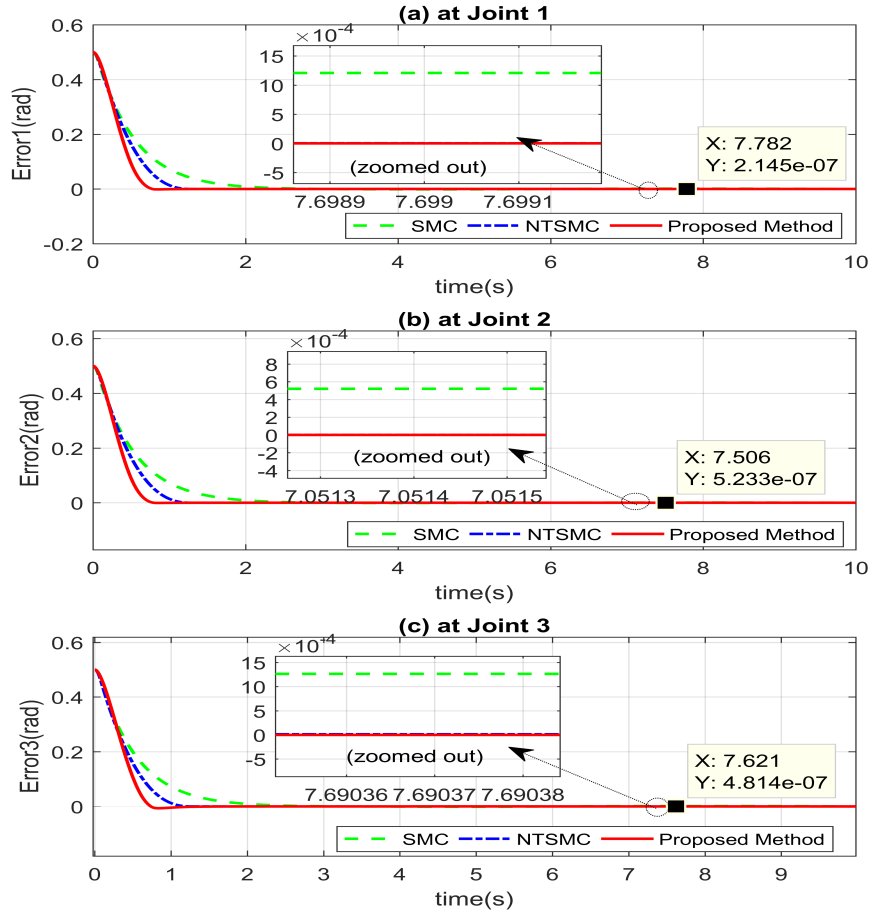 (a) at Joint 1
×10-4
0.6
0.4
0.2
0
-0.2
Error1(rad)
15
10
5
0
-5
(zoomed out)
7.6989 7.699 7.6991
X: 7.782
Y: 2.145e-07
SMC NTSMC Proposed Method
0 2 4 6 8 10
time(s)
(b) at Joint 2
×10-4
0.6
0.4
0.2
0
Error2(rad)
8
6
4
2
0
-2
-4
(zoomed out)
7.0513 7.0514 7.0515
X: 7.506
Y: 5.233e-07
SMC NTSMC Proposed Method
0 2 4 6 8 10
time(s)
(c) at Joint 3
×10-4
0.6
0.4
0.2
0
Error3(rad)
15
10
5
0
-5
(zoomed out)
7.69036 7.69037 7.69038
X: 7.621
Y: 4.814e-07
SMC NTSMC Proposed Method
0 1 2 3 4 5 6 7 8 9
time(s)